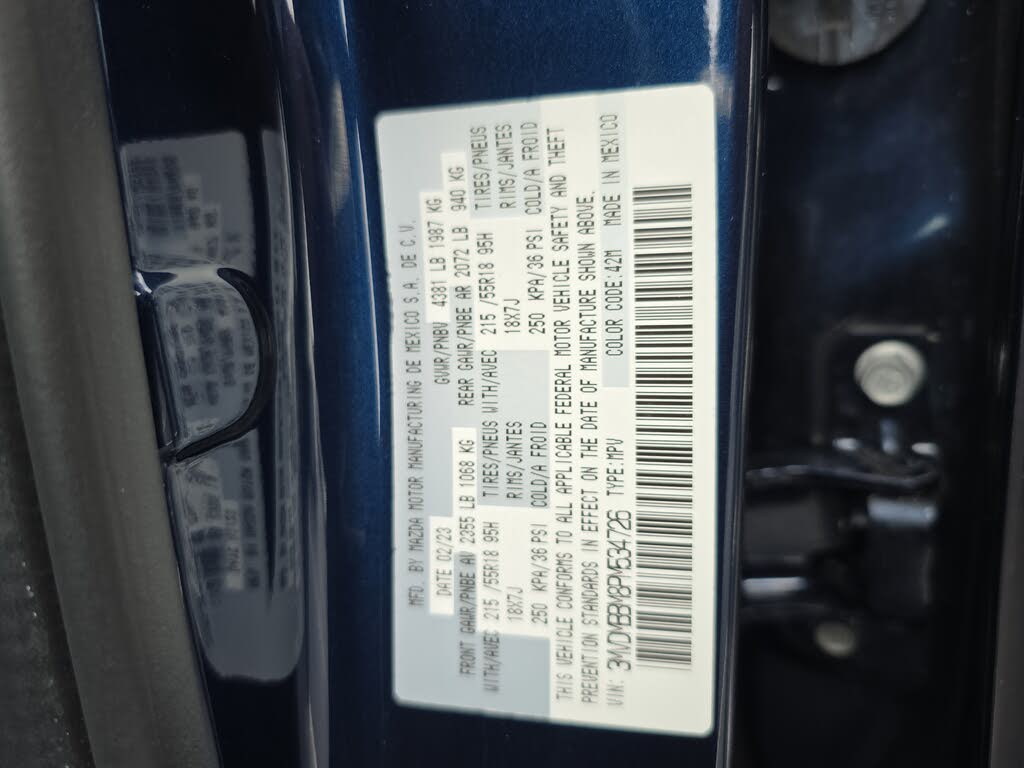 MFD. BY MAZDA MOTOR MANUFACTURING DE MEXICO S.A. DE C.V.
DATE 02/23 GVWR/PNBV 4381 LB 1987 KG
FRONT GAWR/PNBE AV 2355 LB 1068 KG REAR GAWR/PNBE AR 2072 LB 940 KG
WITH/AVEC 215 /55R18 95H TIRES/PNEUS WITH/AVEC 215 /55R18 95H TIRES/PNEUS
18X7J RIMS/JANTES 18X7J RIMS/JANTES
250 KPA/36 PSI COLD/A FROID 250 KPA/36 PSI COLD/A FROID
THIS VEHICLE CONFORMS TO ALL APPLICABLE FEDERAL MOTOR VEHICLE SAFETY AND THEFT
PREVENTION STANDARDS IN EFFECT ON THE DATE OF MANUFACTURE SHOWN ABOVE.
VIN: 3MVDMBBM8PM534726 TYPE:MPV COLOR CODE:42M MADE IN MEXICO